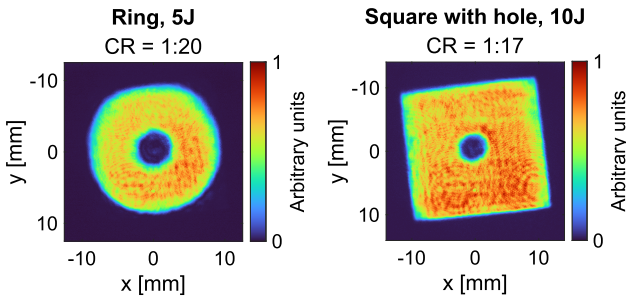 Ring, 5J
CR = 1:20
-10
0
10
y [mm]
-10
0
10
x [mm]
1
0
Arbitrary units
Square with hole, 10J
CR = 1:17
-10
0
10
y [mm]
-10
0
10
x [mm]
1
0
Arbitrary units